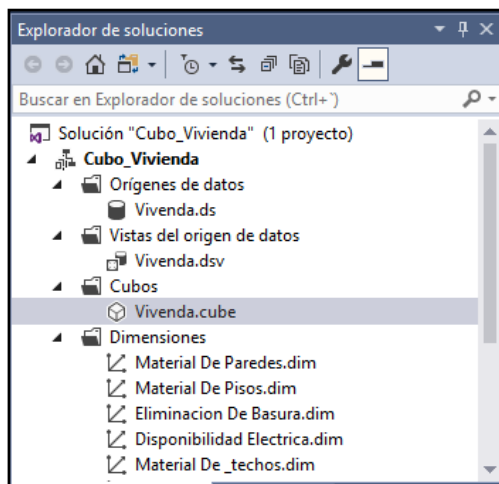 Explorador de soluciones
Buscar en Explorador de soluciones (Ctrl+`)
Solución "Cubo_Vivienda" (1 proyecto)
Cubo_Vivienda
Orígenes de datos
Vivenda.ds
Vistas del origen de datos
Vivenda.dsv
Cubos
Vivenda.cube
Dimensiones
Material De Paredes.dim
Material De Pisos.dim
Eliminacion De Basura.dim
Disponibilidad Electrica.dim
Material De _techos.dim